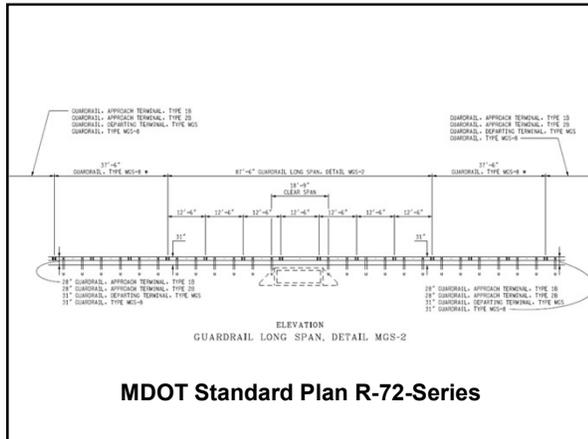 GUARDRAIL, APPROACH TERMINAL, TYPE 1B
GUARDRAIL, APPROACH TERMINAL, TYPE 2B
GUARDRAIL, DEPARTING TERMINAL, TYPE MGS
GUARDRAIL, TYPE MGS-8
GUARDRAIL, APPROACH TERMINAL, TYPE 1B
GUARDRAIL, APPROACH TERMINAL, TYPE 2B
GUARDRAIL, DEPARTING TERMINAL, TYPE MGS
GUARDRAIL, TYPE MGS-8
37'-6"
GUARDRAIL, TYPE MGS-8 *
87'-6" GUARDRAIL LONG SPAN, DETAIL MGS-2
37'-6"
GUARDRAIL, TYPE MGS-8 *
18'-9"
CLEAR SPAN
12'-6" 12'-6" 12'-6" 12'-6" 12'-6" 12'-6" 12'-6"
31" 31"
28" GUARDRAIL, APPROACH TERMINAL, TYPE 1B
28" GUARDRAIL, APPROACH TERMINAL, TYPE 2B
31" GUARDRAIL, DEPARTING TERMINAL, TYPE MGS
31" GUARDRAIL, TYPE MGS-8
28" GUARDRAIL, APPROACH TERMINAL, TYPE 1B
28" GUARDRAIL, APPROACH TERMINAL, TYPE 2B
31" GUARDRAIL, DEPARTING TERMINAL, TYPE MGS
31" GUARDRAIL, TYPE MGS-8
ELEVATION
GUARDRAIL LONG SPAN, DETAIL MGS-2
MDOT Standard Plan R-72-Series